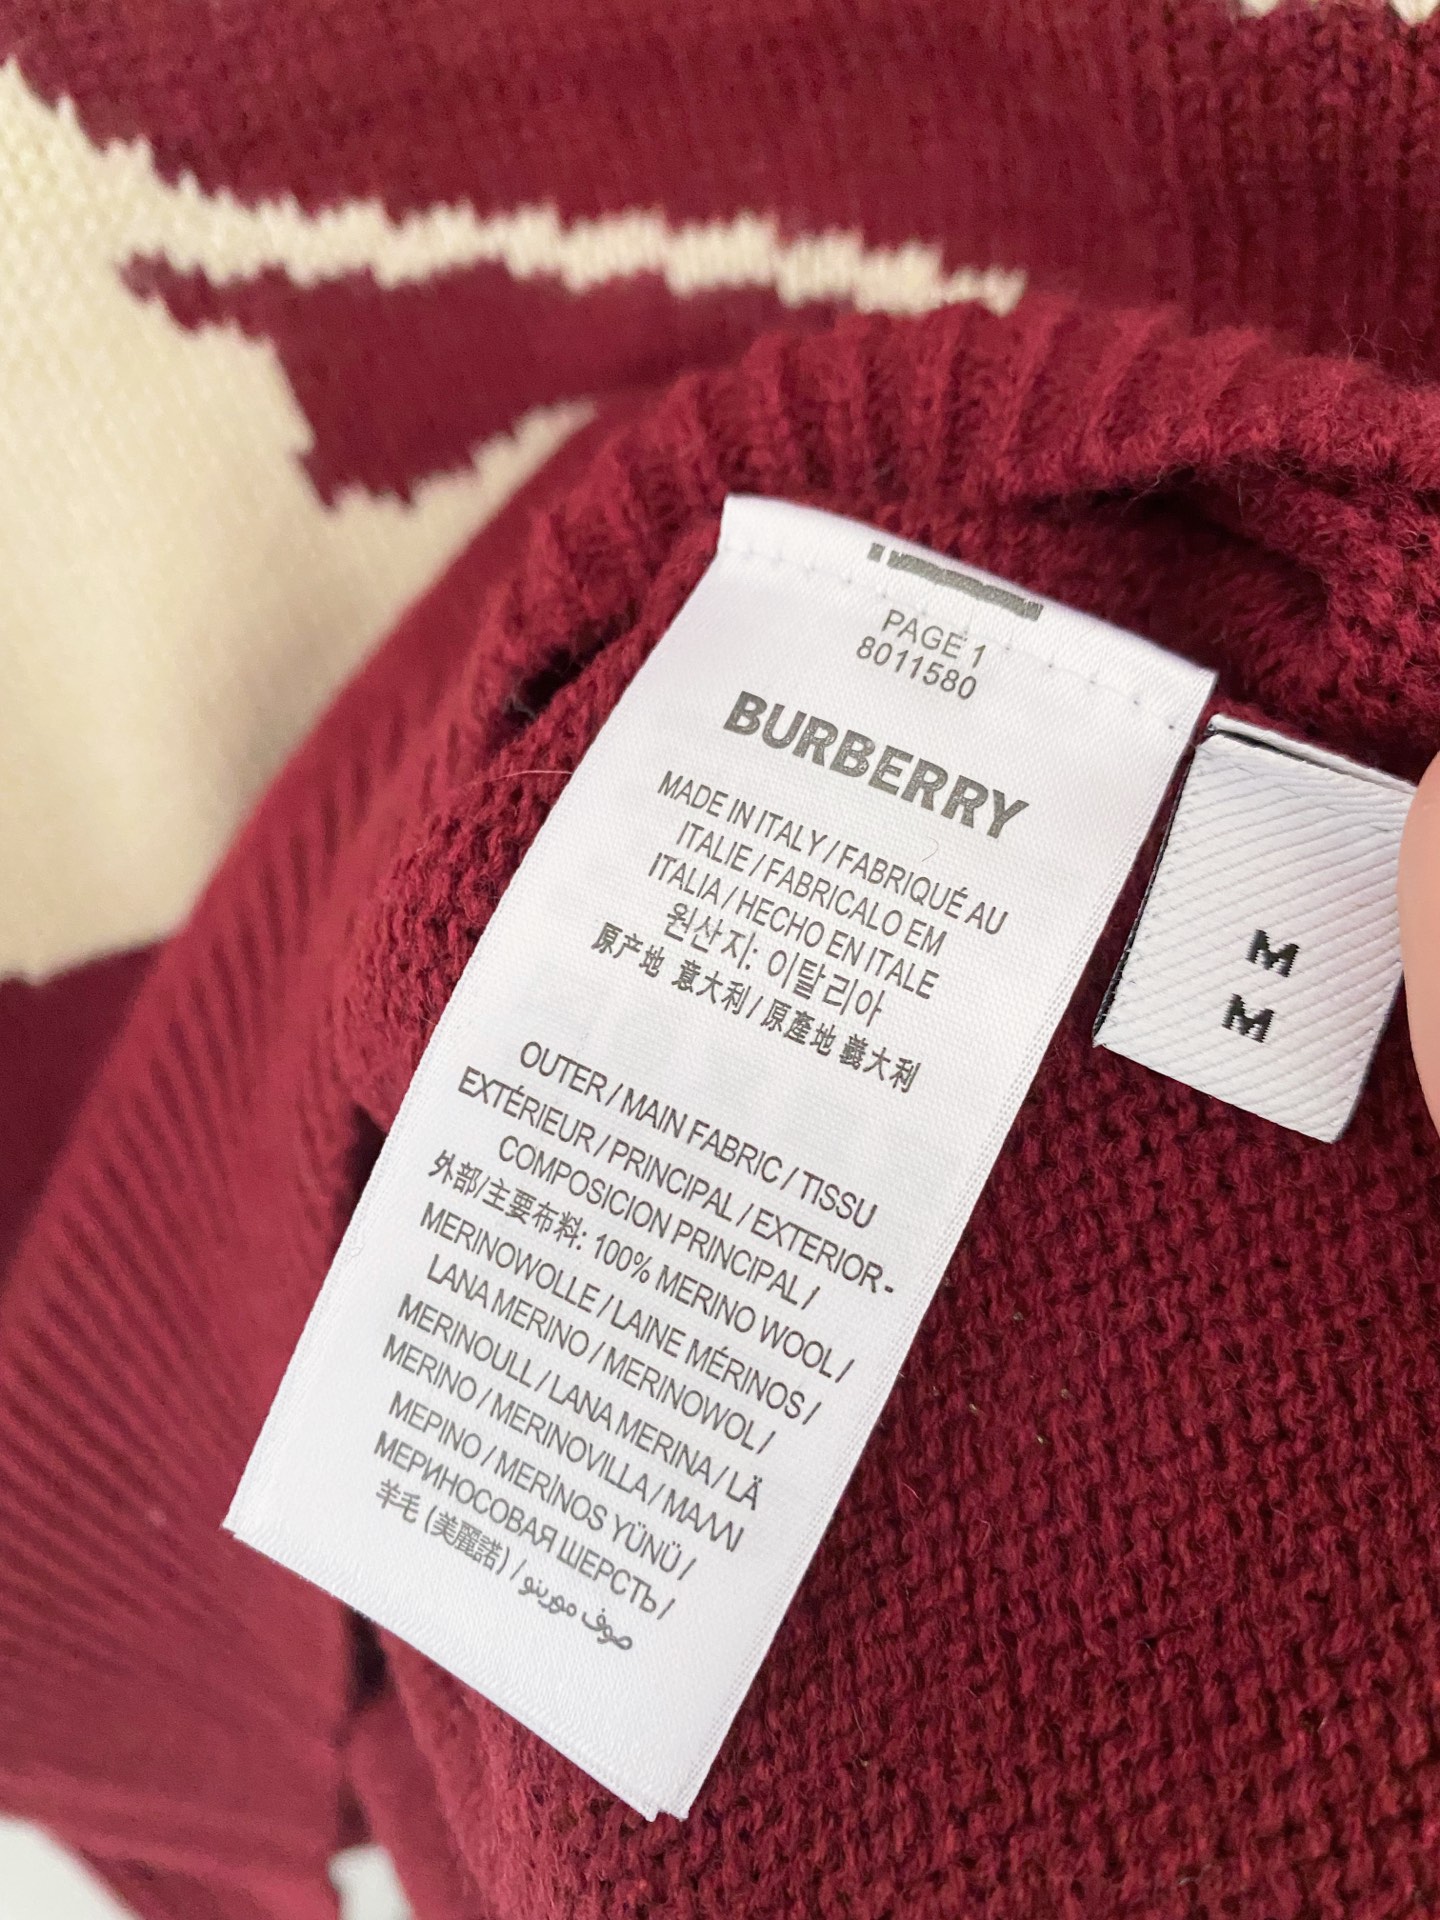 PAGE 1
8011580
BURBERRY
MADE IN ITALY / FABRIQUÉ AU
ITALIE / FABRICALO EM
ITALIA / HECHO EN ITALE
원산지: 이탈리아
原产地 意大利 / 原產地 義大利
OUTER / MAIN FABRIC / TISSU
EXTÉRIEUR / PRINCIPAL / EXTERIOR-
COMPOSICION PRINCIPAL /
外部/主要布料: 100% MERINO WOOL /
MERINOWOLLE / LAINE MÉRINOS /
LANA MERINO / MERINOWOL /
MERINOULL / LANA MERINA / LÃ
MERINO / MERINOVILLA / ΜΑΛΛΙ
ΜΕΡΙΝΟ / MERİNOS YÜNÜ /
МЕРИНОСОВАЯ ШЕРСТЬ /
羊毛 (美麗諾) / صوف مورينو
M
M